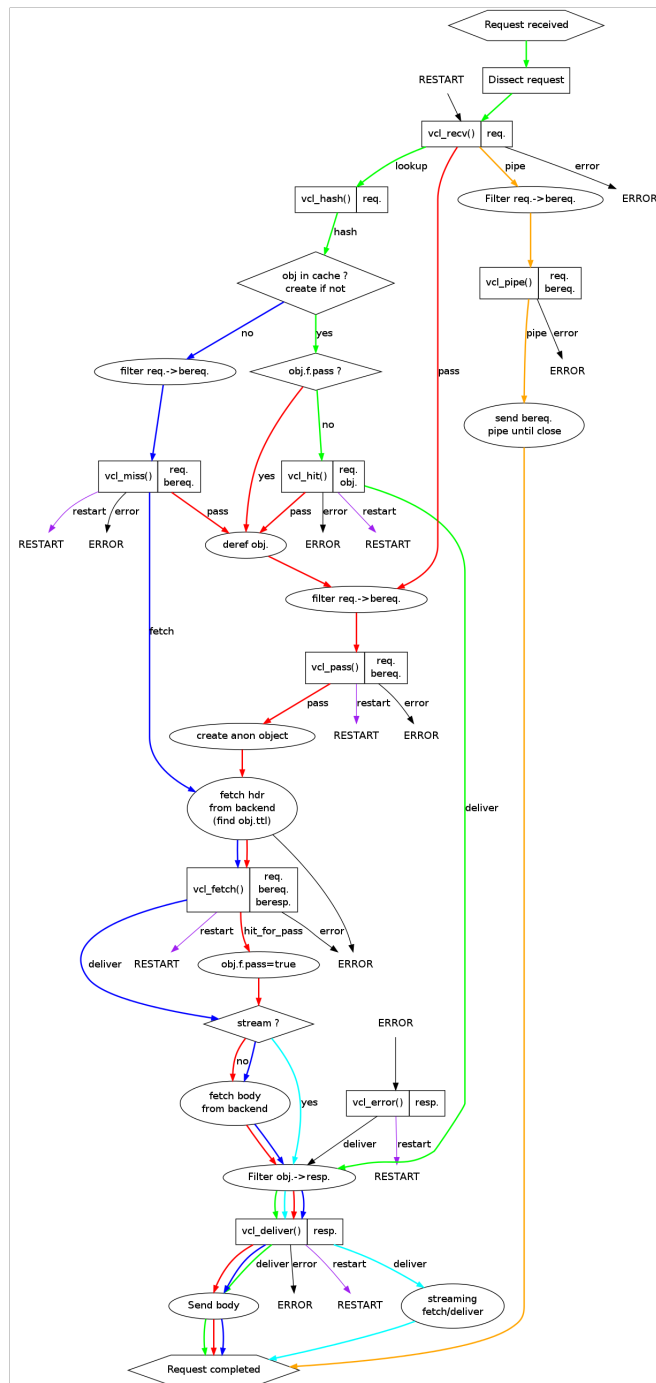 Request received
Dissect request
RESTART
vcl_recv() req.
lookup
pipe
error
vcl_hash() req.
Filter req.->bereq.
ERROR
hash
obj in cache ?
create if not
vcl_pipe() req.
bereq.
no
yes
pipe
error
pass
filter req.->bereq.
obj.f.pass ?
ERROR
no
send bereq.
pipe until close
vcl_miss() req.
bereq.
yes
vcl_hit() req.
obj.
restart
error
pass
pass
error
restart
RESTART
ERROR
deref obj.
ERROR
RESTART
filter req.->bereq.
fetch
vcl_pass() req.
bereq.
pass
restart
error
create anon object
RESTART
ERROR
fetch hdr
from backend
(find obj.ttl)
deliver
vcl_fetch() req.
bereq.
beresp.
restart
hit_for_pass
error
deliver
RESTART
obj.f.pass=true
ERROR
stream ?
ERROR
no
fetch body
from backend
yes
vcl_error() resp.
deliver
restart
Filter obj.->resp.
RESTART
vcl_deliver() resp.
deliver
error
restart
deliver
Send body
ERROR
RESTART
streaming
fetch/deliver
Request completed